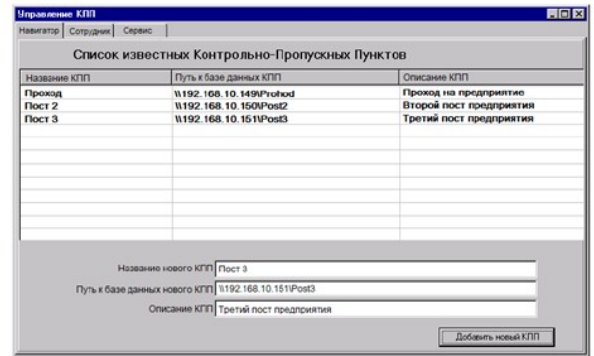 Управление КПП
Навигатор Сотрудник Сервис
Список известных Контрольно-Пропускных Пунктов
Название КПП Путь к базе данных КПП Описание КПП
Проход \\192.168.10.149\Prohod Проход на предприятие
Пост 2 \\192.168.10.150\Post2 Второй пост предприятия
Пост 3 \\192.168.10.151\Post3 Третий пост предприятия
Название нового КПП Пост 3
Путь к базе данных нового КПП \\192.168.10.151\Post3
Описание КПП Третий пост предприятия
Добавить новый КПП